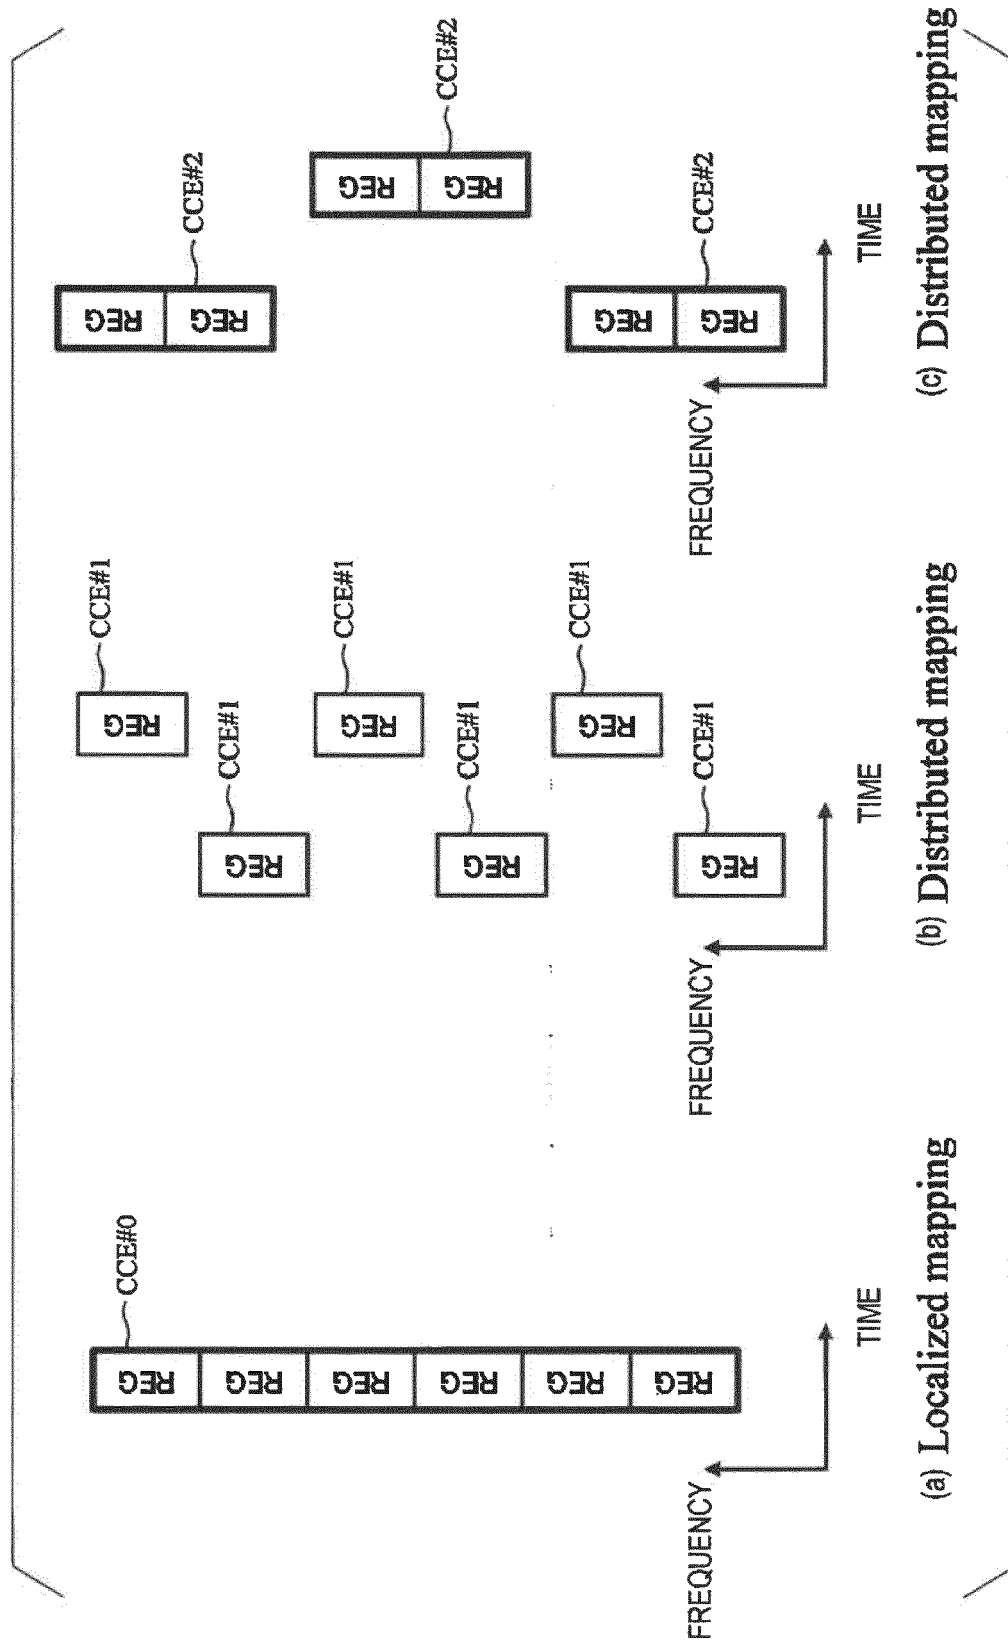 CCE#0
REG
REG
REG
REG
REG
REG
FREQUENCY
TIME
(a) Localized mapping
CCE#1
REG
CCE#1
REG
CCE#1
REG
CCE#1
REG
CCE#1
REG
CCE#1
REG
FREQUENCY
TIME
(b) Distributed mapping
CCE#2
REG
REG
CCE#2
REG
REG
CCE#2
REG
REG
FREQUENCY
TIME
(c) Distributed mapping